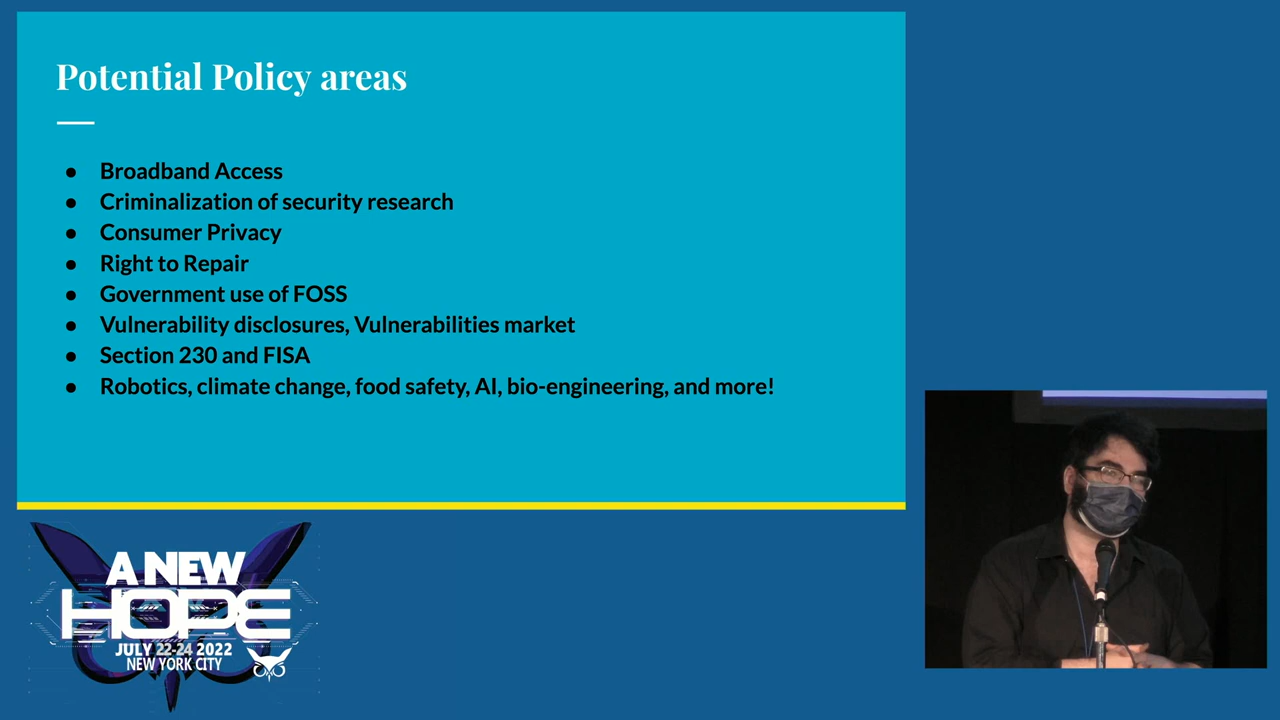 Potential Policy areas
● Broadband Access
● Criminalization of security research
● Consumer Privacy
● Right to Repair
● Government use of FOSS
● Vulnerability disclosures, Vulnerabilities market
● Section 230 and FISA
● Robotics, climate change, food safety, AI, bio-engineering, and more!
A NEW
HOPE
JULY 22-24 2022
NEW YORK CITY